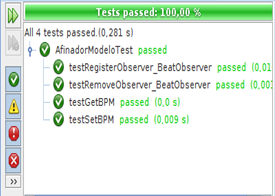 Tests passed: 100,00 %
All 4 tests passed.(0,281 s)
AfinadorModeloTest passed
testRegisterObserver_BeatObserver passed (0,01
testRemoveObserver_BeatObserver passed (0,00
testGetBPM passed (0,0 s)
testSetBPM passed (0,009 s)